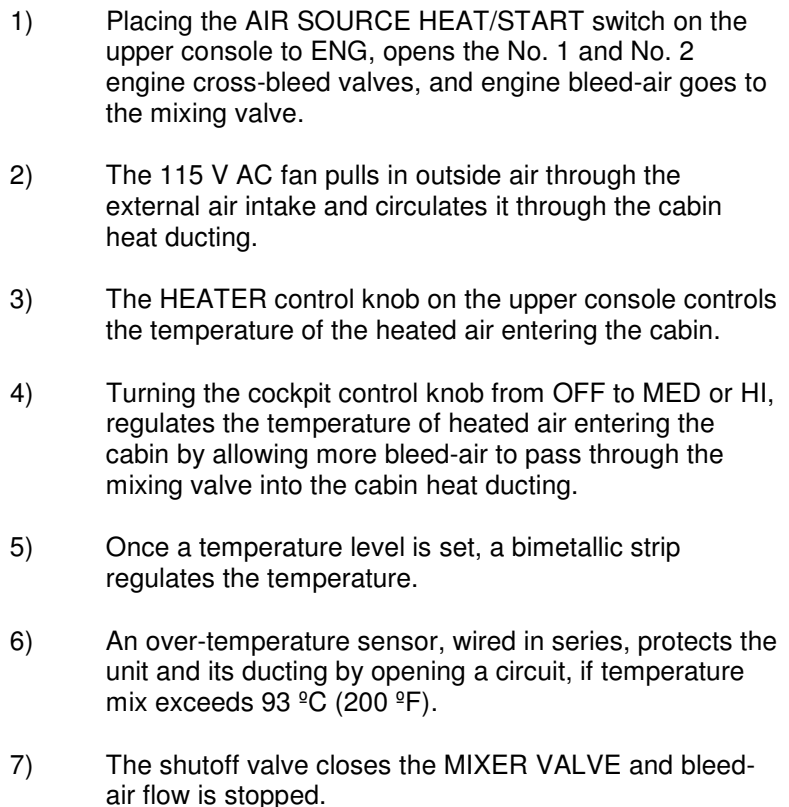 1) Placing the AIR SOURCE HEAT/START switch on the
upper console to ENG, opens the No. 1 and No. 2
engine cross-bleed valves, and engine bleed-air goes to
the mixing valve.
2) The 115 V AC fan pulls in outside air through the
external air intake and circulates it through the cabin
heat ducting.
3) The HEATER control knob on the upper console controls
the temperature of the heated air entering the cabin.
4) Turning the cockpit control knob from OFF to MED or HI,
regulates the temperature of heated air entering the
cabin by allowing more bleed-air to pass through the
mixing valve into the cabin heat ducting.
5) Once a temperature level is set, a bimetallic strip
regulates the temperature.
6) An over-temperature sensor, wired in series, protects the
unit and its ducting by opening a circuit, if temperature
mix exceeds 93 ºC (200 ºF).
7) The shutoff valve closes the MIXER VALVE and bleed-
air flow is stopped.